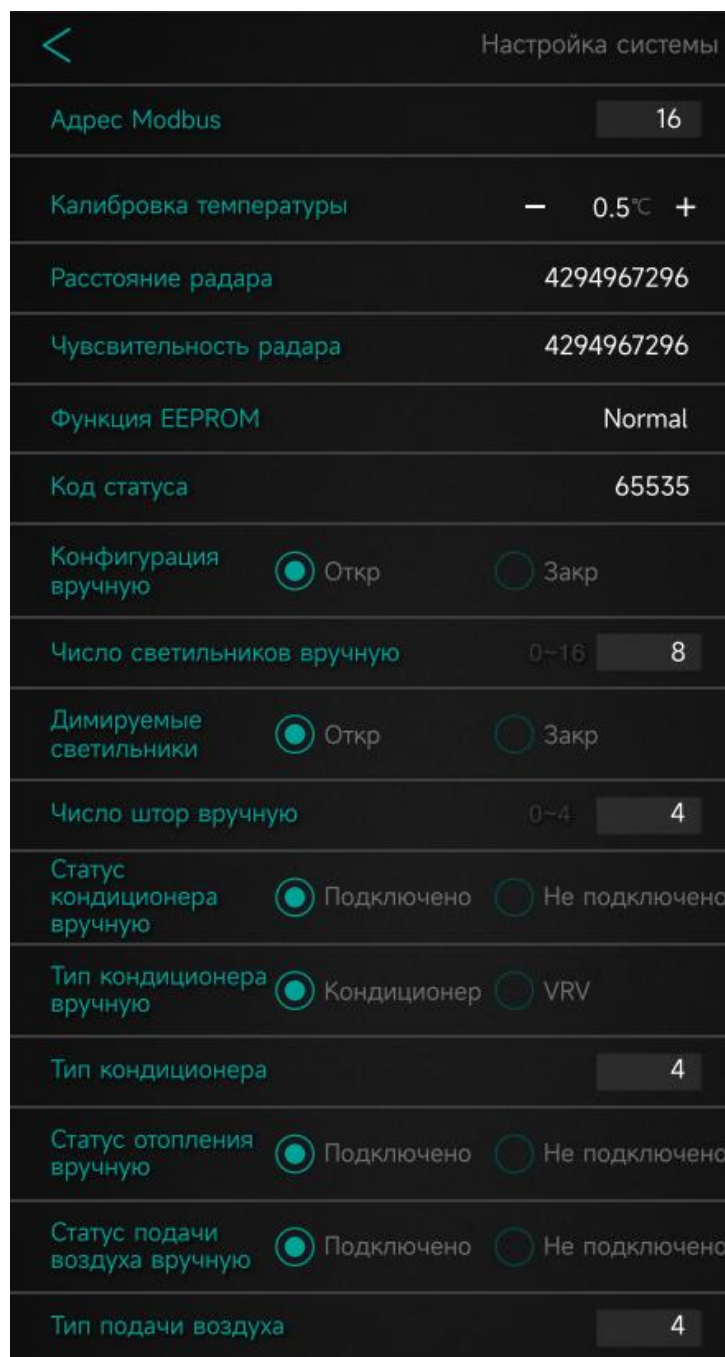 Настройка системы
Адрес Modbus 16
Калибровка температуры − 0.5℃ +
Расстояние радара 4294967296
Чувсвительность радара 4294967296
Функция EEPROM Normal
Код статуса 65535
Конфигурация
вручную
Откр Закр
Число светильников вручную 0~16 8
Димируемые
светильники
Откр Закр
Число штор вручную 0~4 4
Статус
кондиционера
вручную
Подключено Не подключено
Тип кондиционера
вручную
Кондиционер VRV
Тип кондиционера 4
Статус отопления
вручную
Подключено Не подключено
Статус подачи
воздуха вручную
Подключено Не подключено
Тип подачи воздуха 4